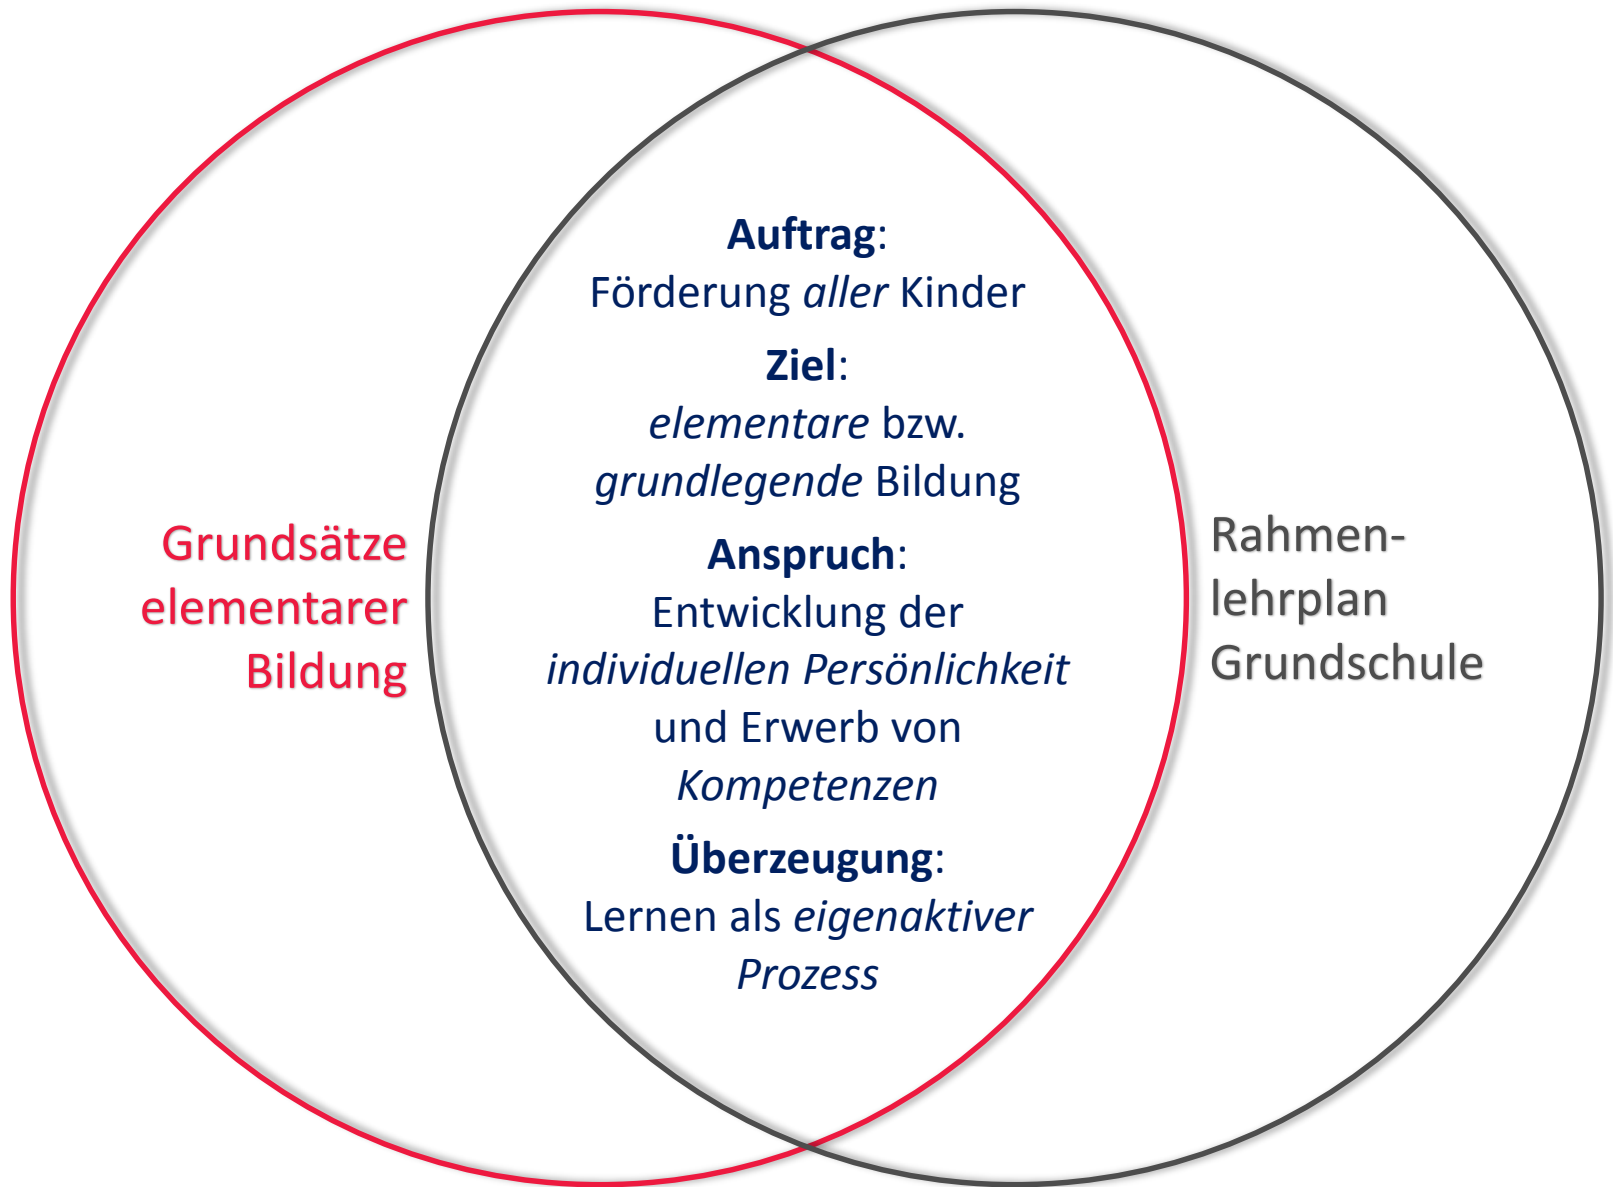 Grundsätze
elementarer
Bildung
Auftrag:
Förderung aller Kinder
Ziel:
elementare bzw.
grundlegende Bildung
Anspruch:
Entwicklung der
individuellen Persönlichkeit
und Erwerb von
Kompetenzen
Überzeugung:
Lernen als eigenaktiver
Prozess
Rahmen-
lehrplan
Grundschule